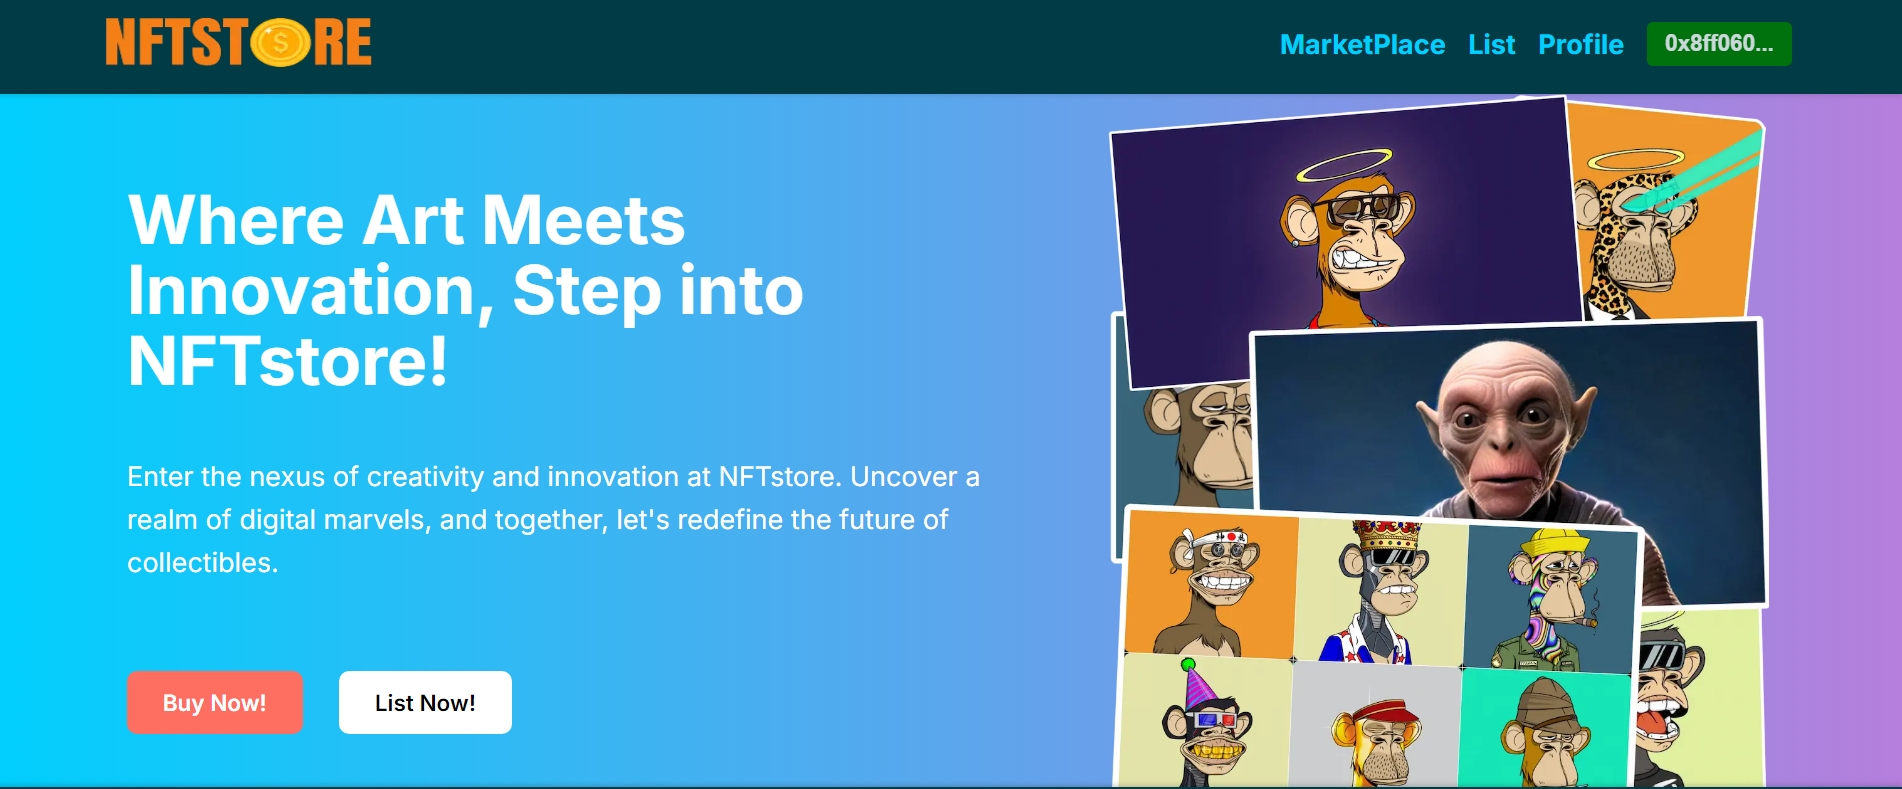 NFTSTORE
MarketPlace List Profile 0x8ff060...
Where Art Meets
Innovation, Step into
NFTstore!
Enter the nexus of creativity and innovation at NFTstore. Uncover a
realm of digital marvels, and together, let's redefine the future of
collectibles.
Buy Now! List Now!